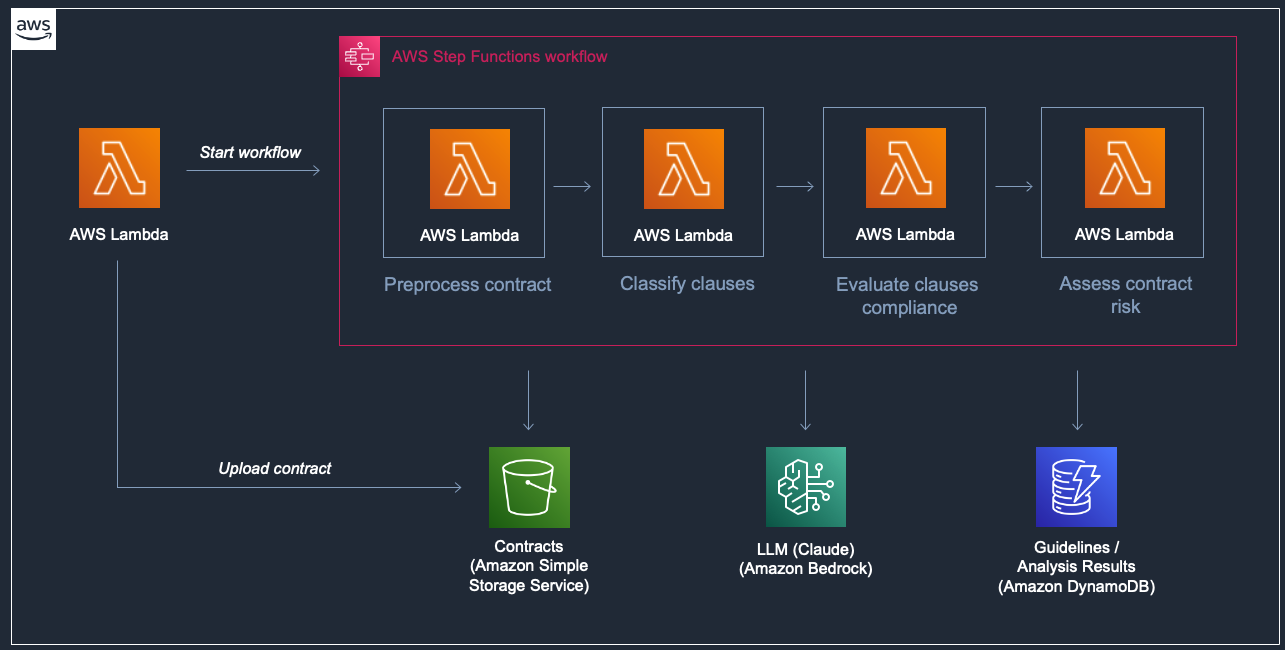 aws
AWS Step Functions workflow
Start workflow
AWS Lambda
AWS Lambda
AWS Lambda
AWS Lambda
AWS Lambda
Preprocess contract
Classify clauses
Evaluate clauses
compliance
Assess contract
risk
Upload contract
Contracts
(Amazon Simple
Storage Service)
LLM (Claude)
(Amazon Bedrock)
Guidelines /
Analysis Results
(Amazon DynamoDB)